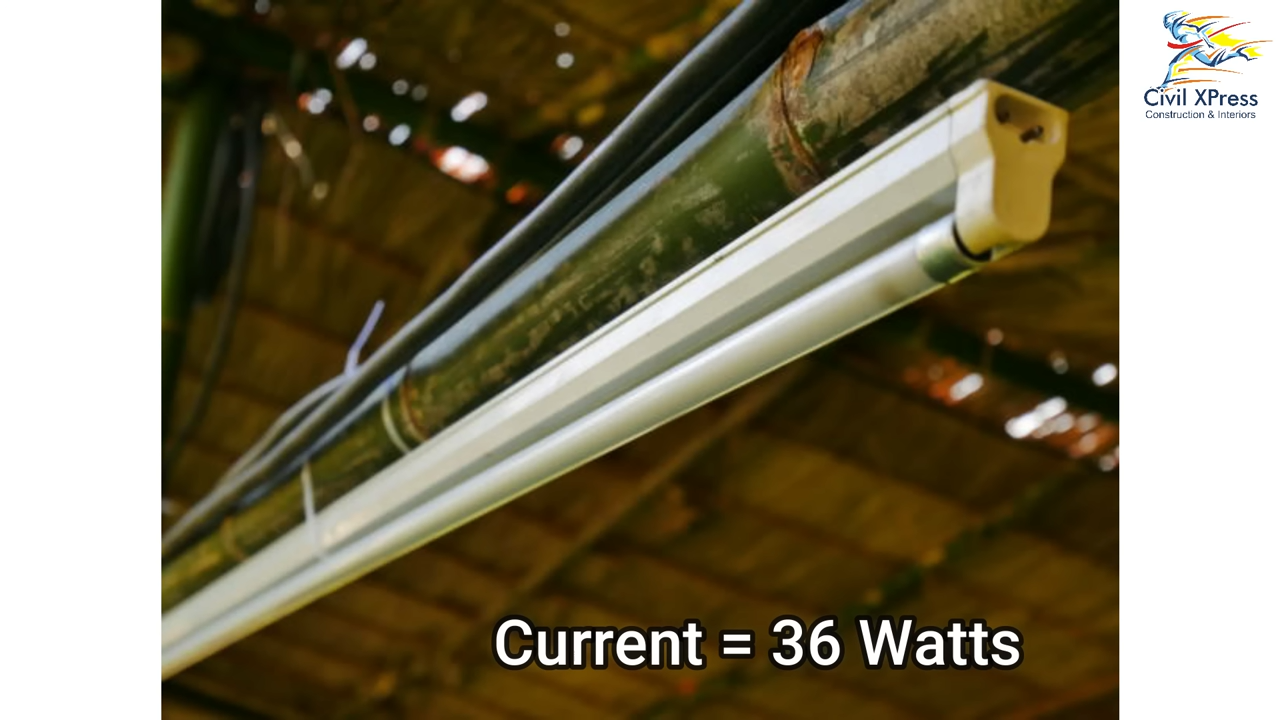 Civil XPress
Construction & Interiors
Current = 36 Watts